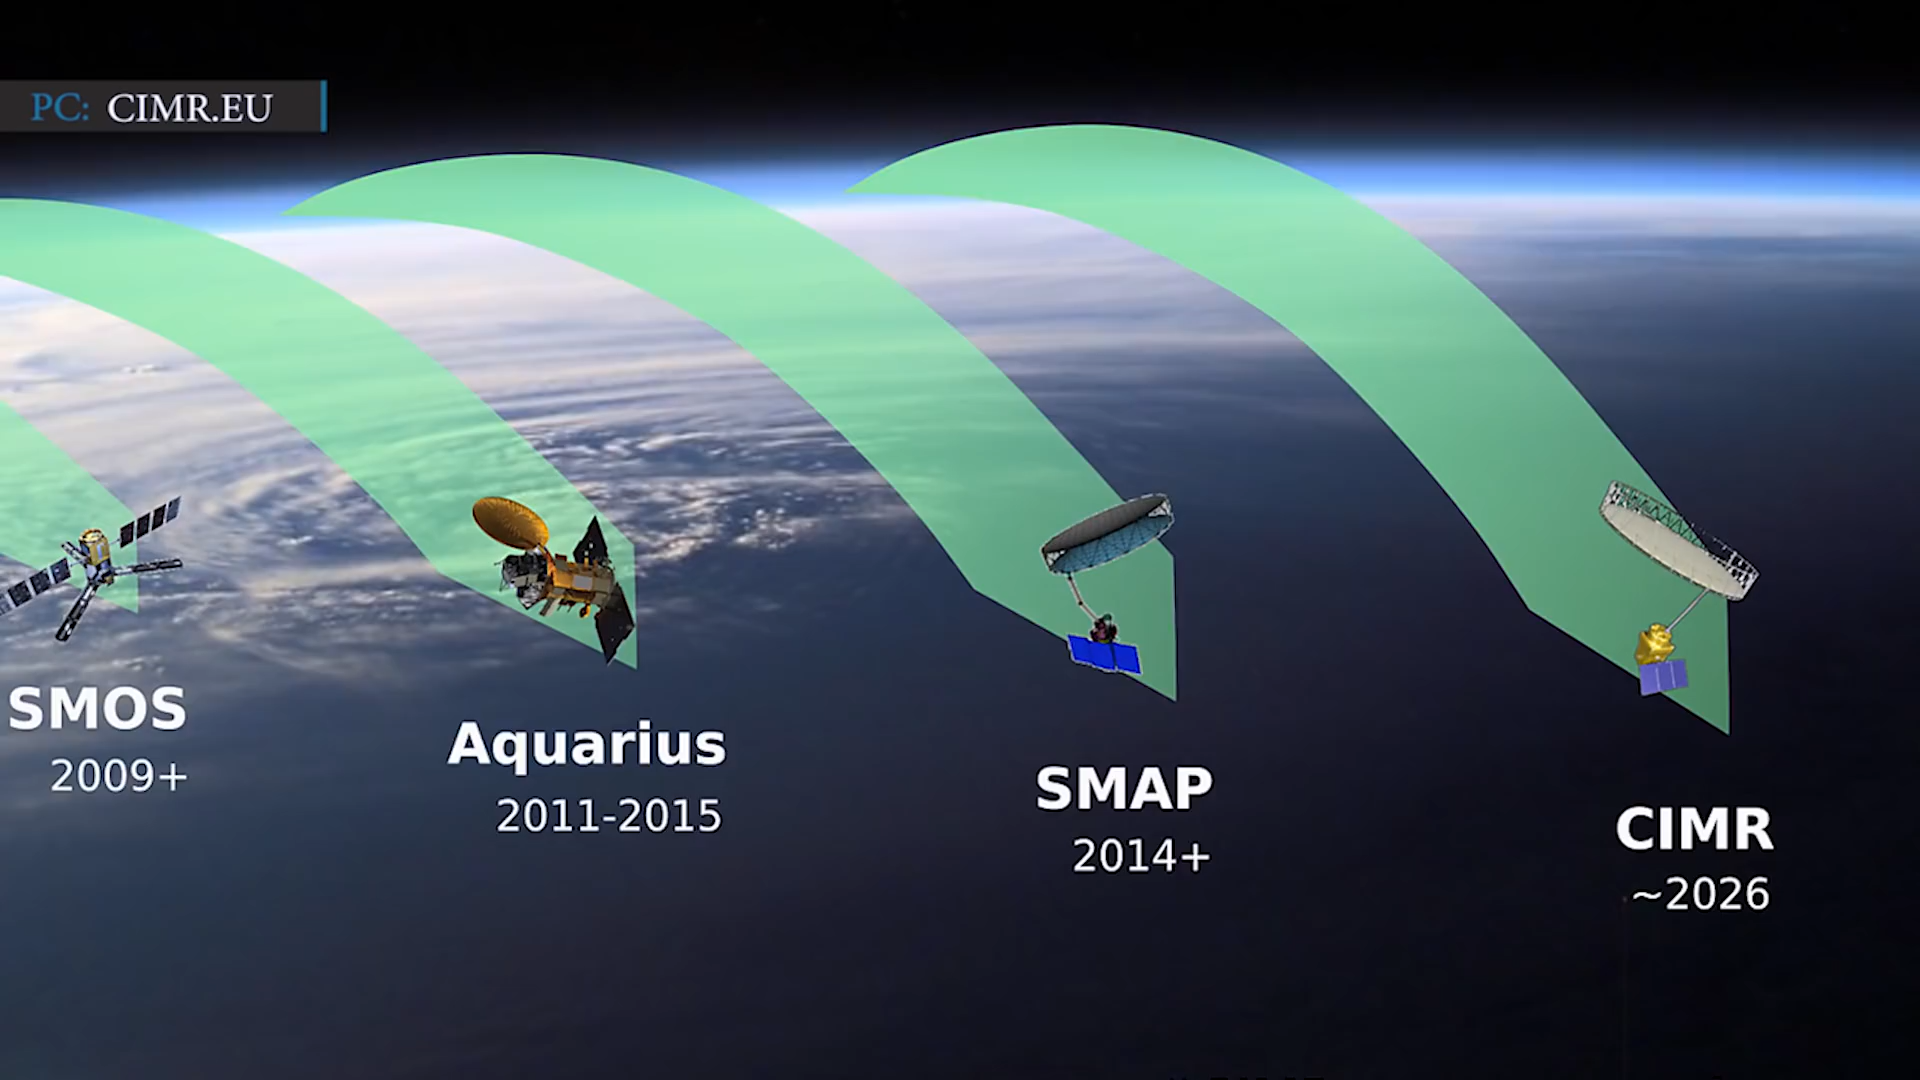 PC: CIMR.EU
SMOS
2009+
Aquarius
2011-2015
SMAP
2014+
CIMR
~2026